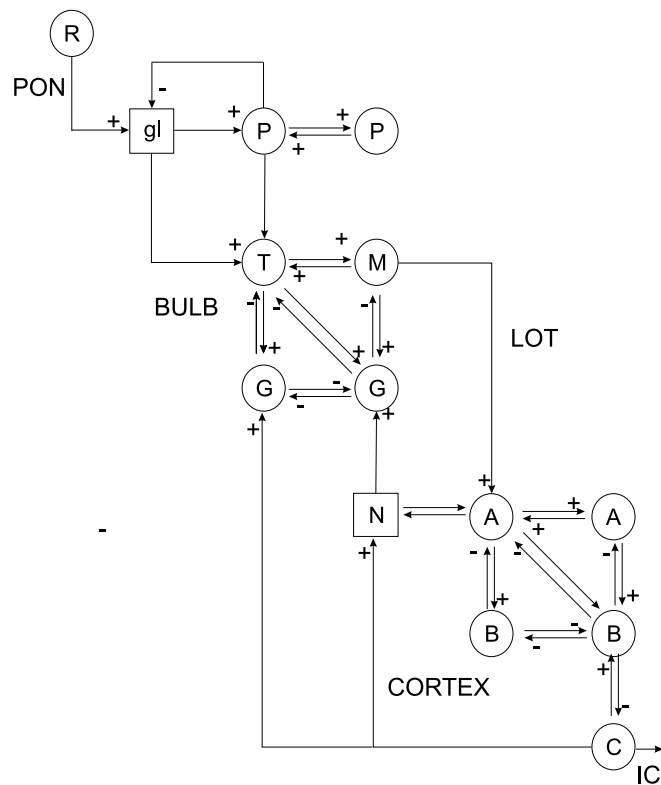 R
PON
-
+
gl
+
P
+
+
P
+
T
+
+
M
BULB
-
-
-
LOT
+
+
+
G
-
-
G
+
+
+
N
A
+
+
A
-
+
-
-
-
+
+
B
-
-
B
CORTEX
+
-
C
IC